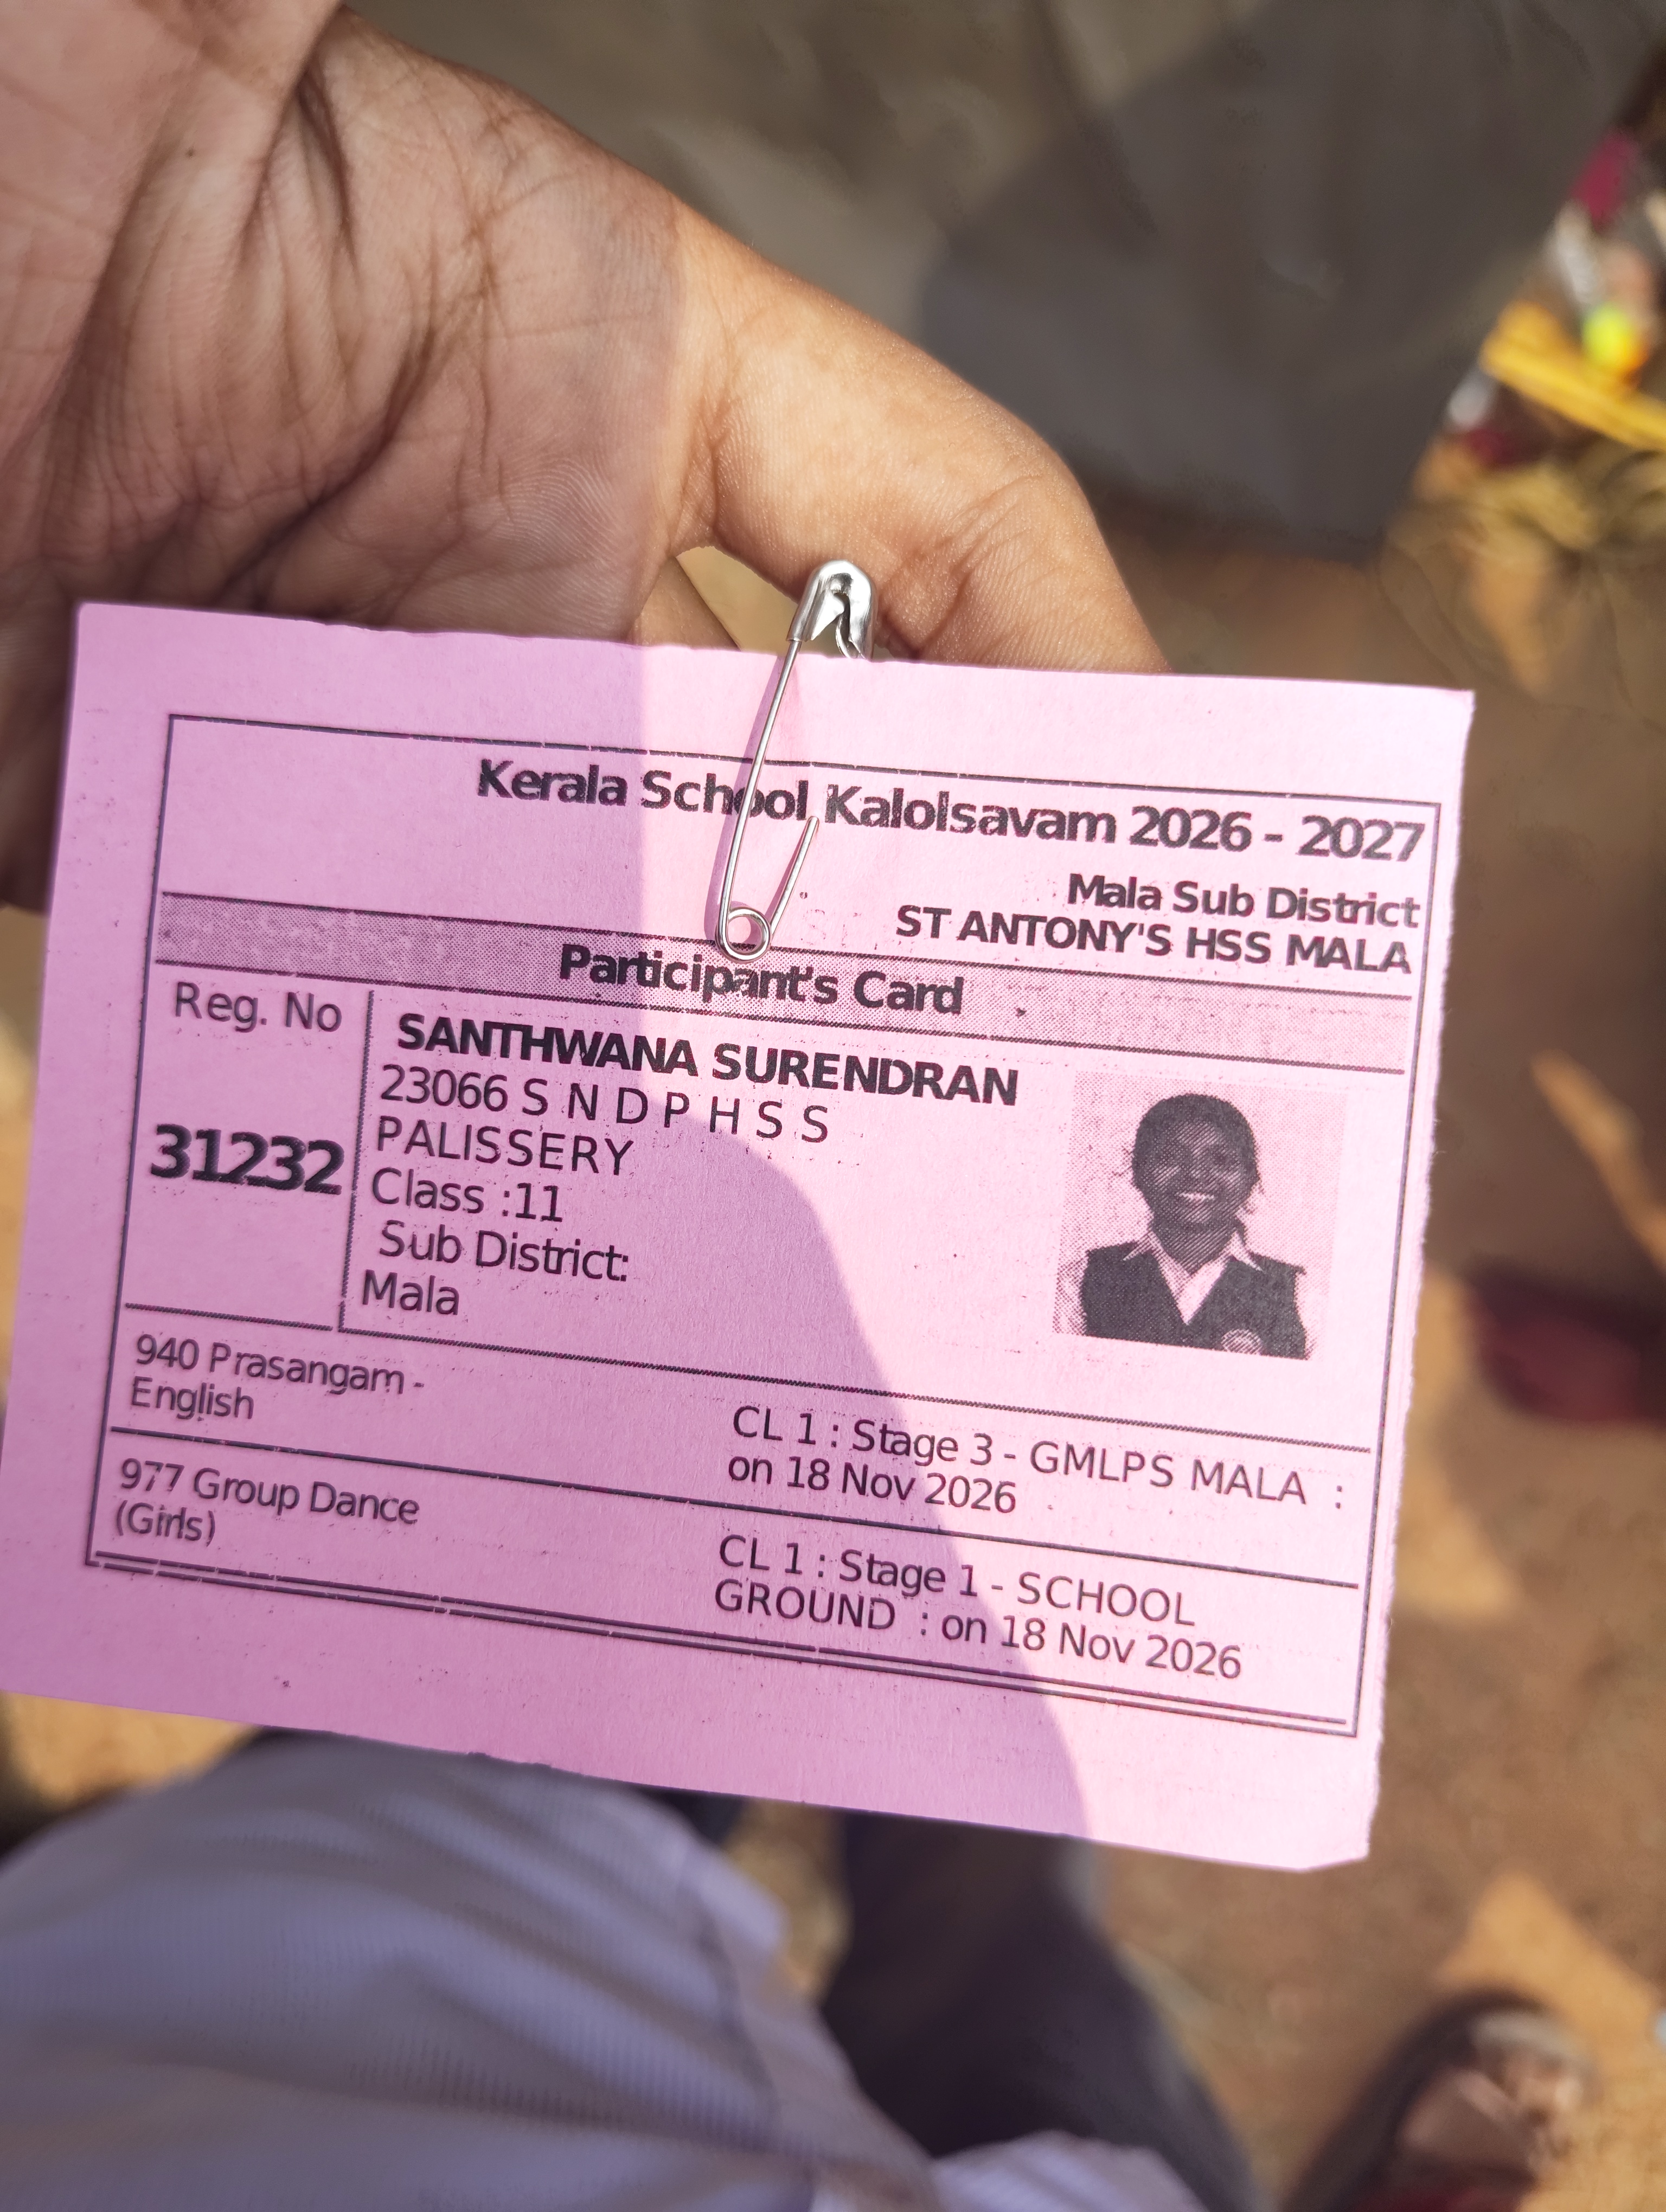 Kerala School Kalolsavam 2026 - 2027
Mala Sub District
ST ANTONY'S HSS MALA
Participant's Card
Reg. No
31232
SANTHWANA SURENDRAN
23066 S N D P H S S
PALISSERY
Class :11
Sub District:
Mala
940 Prasangam -
English
CL 1 : Stage 3 - GMLPS MALA :
on 18 Nov 2026
977 Group Dance
(Girls)
CL 1 : Stage 1 - SCHOOL
GROUND : on 18 Nov 2026